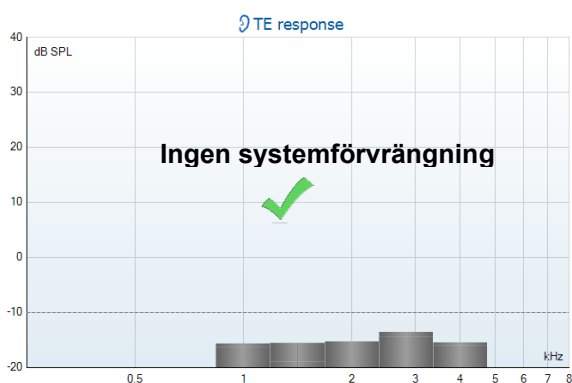 TE response
40
dB SPL
30
20
Ingen systemförvrängning
10
0
-10
-20
kHz
0.5 1 2 3 4 5 6 7 8